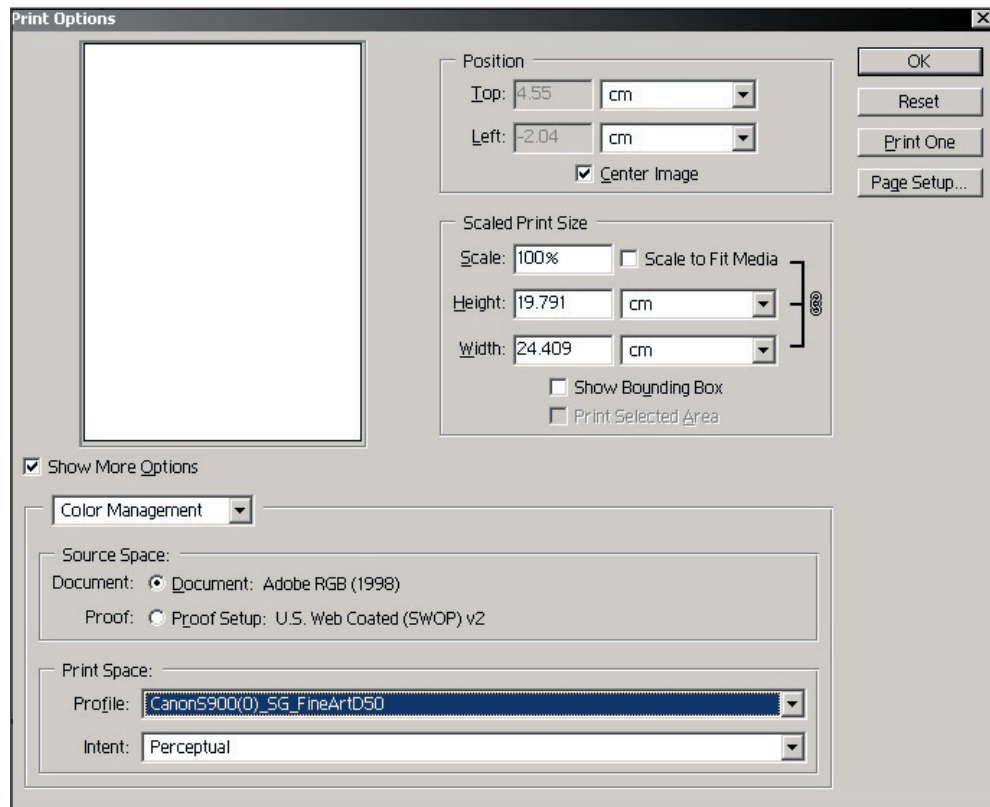 Print Options
Position
Top: 4.55 cm
Left: -2.04 cm
Center Image
OK
Reset
Print One
Page Setup...
Scaled Print Size
Scale: 100% Scale to Fit Media
Height: 19.791 cm
Width: 24.409 cm
Show Bounding Box
Print Selected Area
Show More Options
Color Management
Source Space:
Document: Document: Adobe RGB (1998)
Proof: Proof Setup: U.S. Web Coated (SWOP) v2
Print Space:
Profile: CanonS900(0)_SG_FineArtD50
Intent: Perceptual